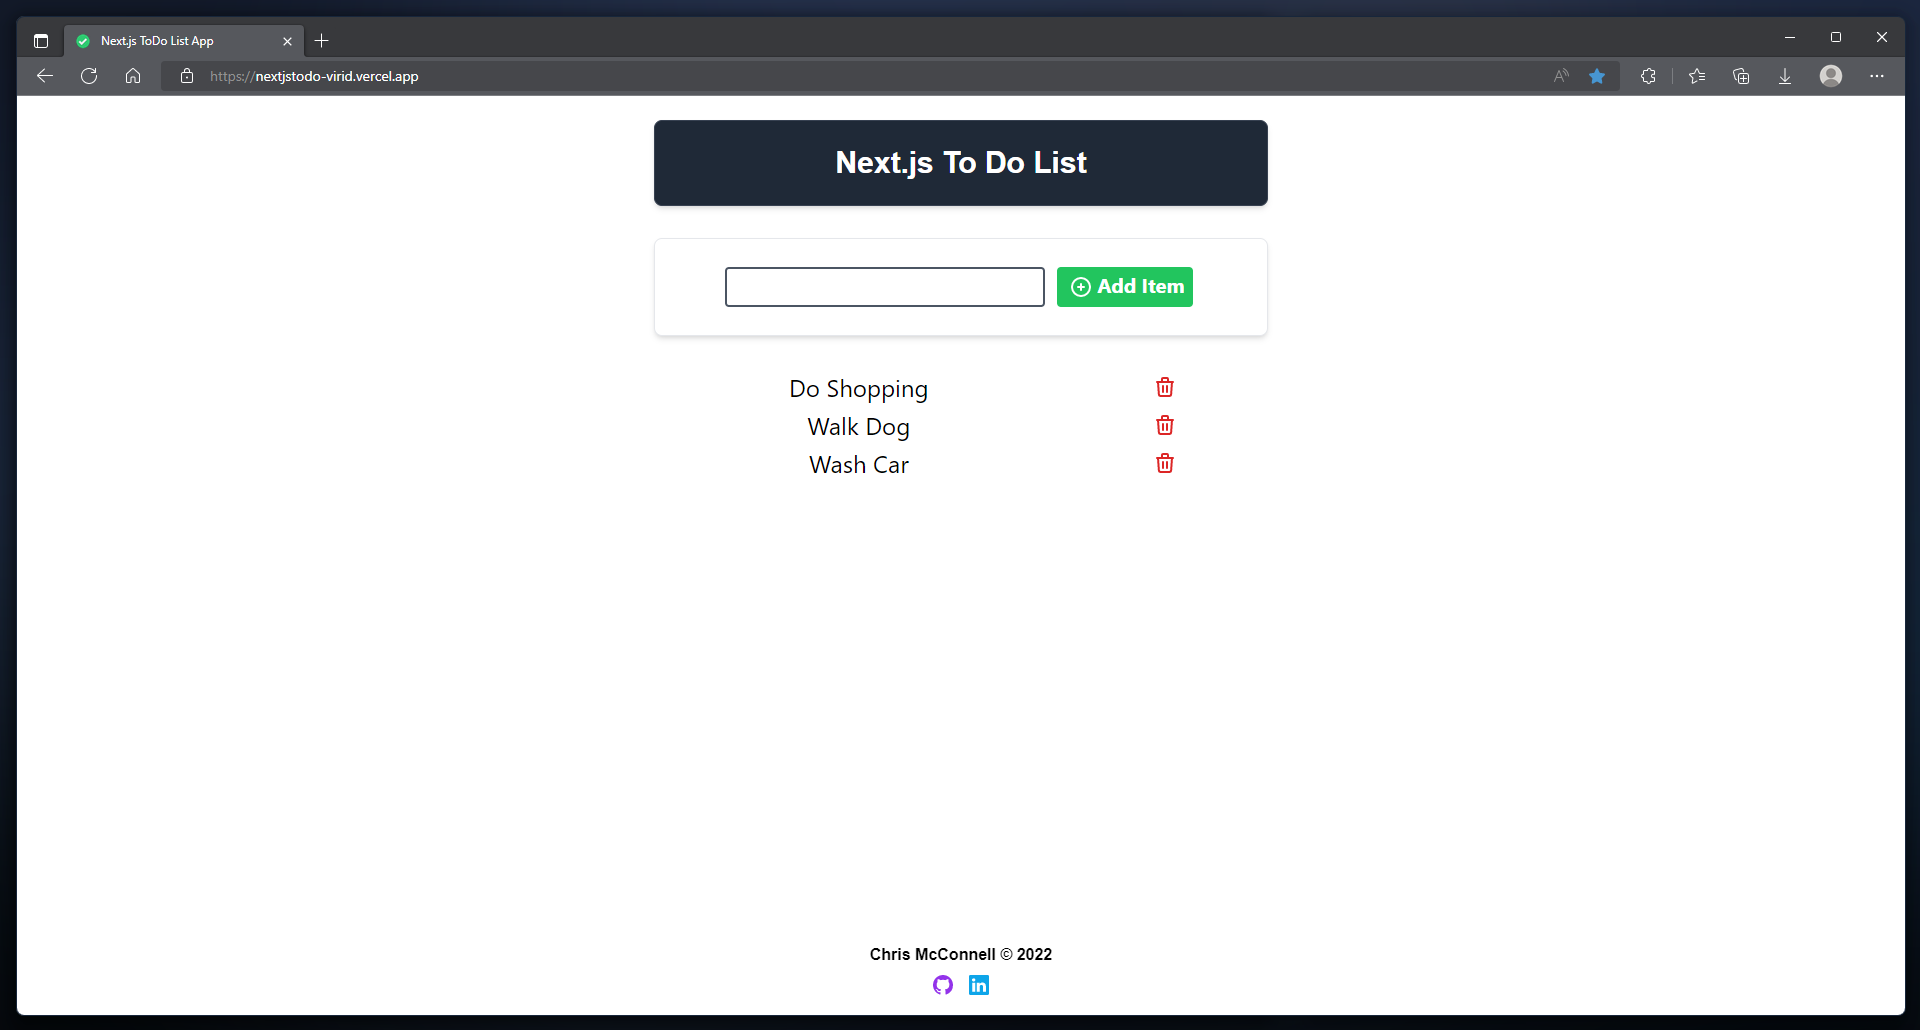 Next.js ToDo List App
https://nextjstodo-virid.vercel.app
Next.js To Do List
Add Item
Do Shopping
Walk Dog
Wash Car
Chris McConnell © 2022
in